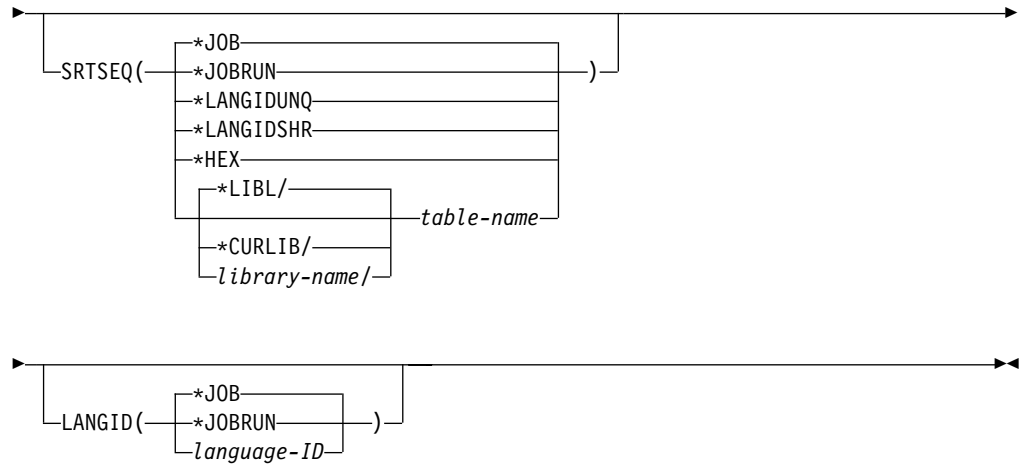 *JOB
SRTSEQ( *JOBRUN )
*LANGIDUNQ
*LANGIDSHR
*HEX
*LIBL/
table-name
*CURLIB/
library-name/
*JOB
LANGID( *JOBRUN )
language-ID